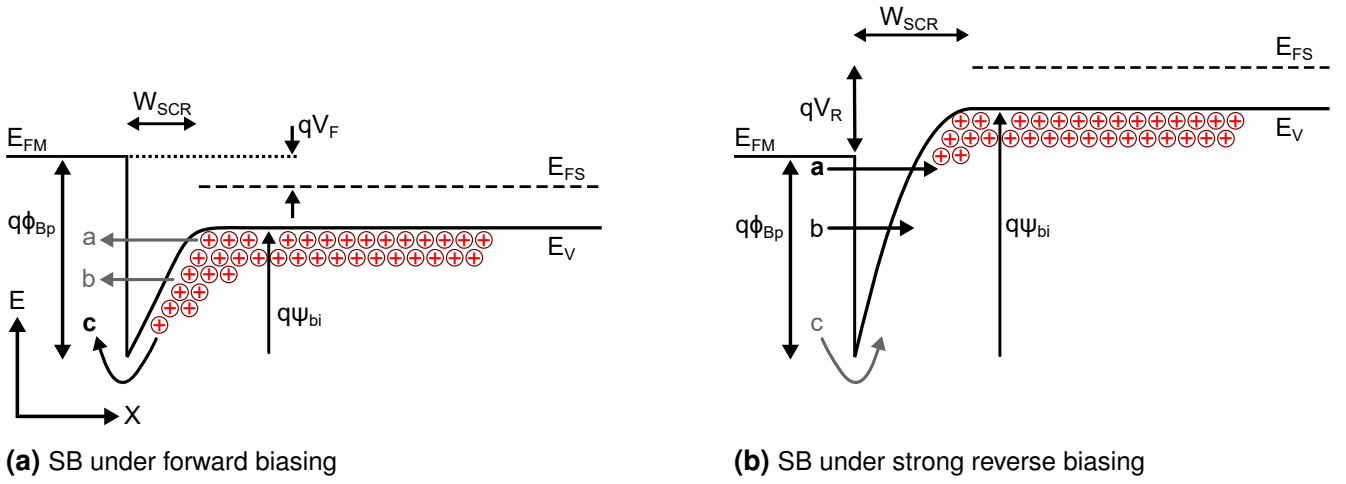 W_SCR
qV_F
E_FM
E_FS
qϕ_Bp
a
E_V
b
E
c
qψ_bi
X
(a) SB under forward biasing
W_SCR
E_FS
qV_R
E_FM
E_V
a
qϕ_Bp
b
qψ_bi
c
(b) SB under strong reverse biasing